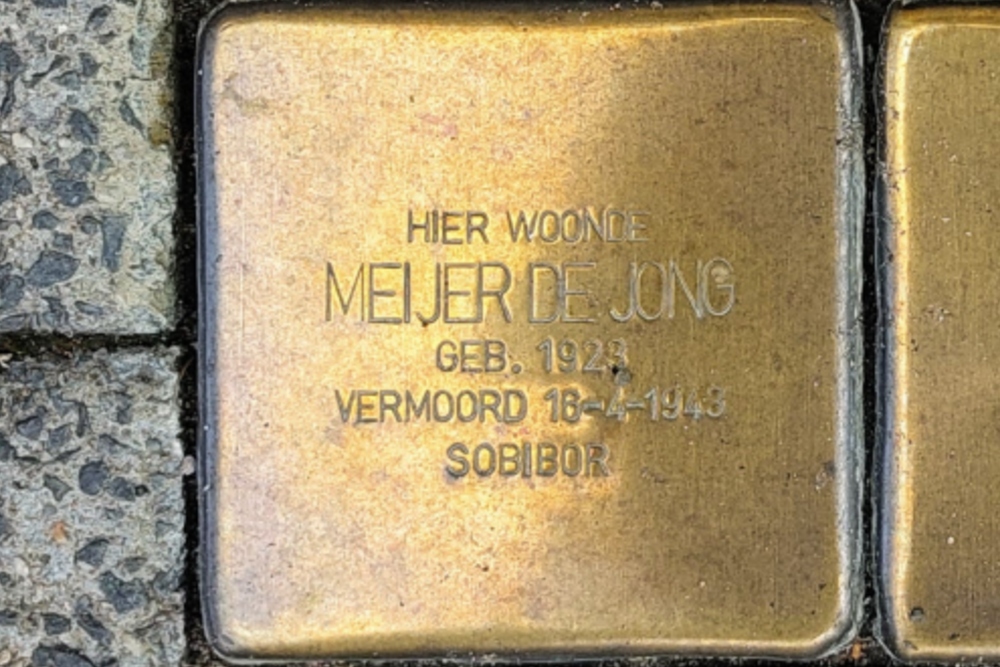 HIER WOONDE
MEIJER DE JONG
GEB. 1923
VERMOORD 16-4-1943
SOBIBOR